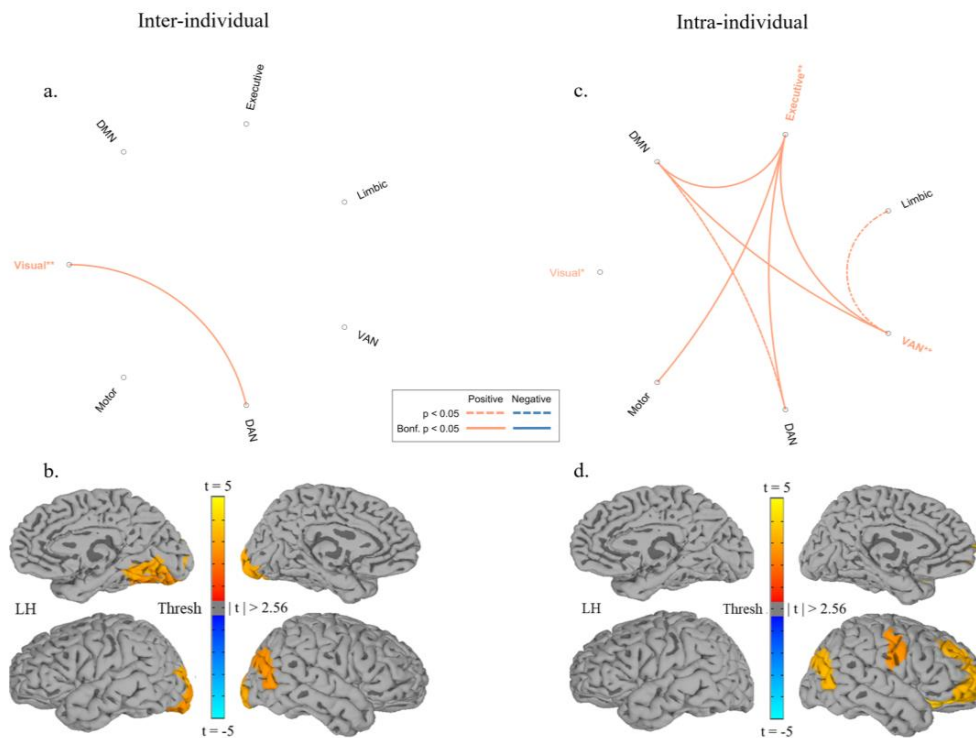 Inter-individual
Intra-individual
a.
Executive
DMN
Limbic
Visual**
VAN
Motor
DAN
c.
Executive**
DMN
Limbic
Visual*
VAN**
Motor
DAN
Positive Negative
p < 0.05
Bonf. p < 0.05
b.
t = 5
LH
Thresh | t | > 2.56
t = -5
d.
t = 5
LH
Thresh | t | > 2.56
t = -5